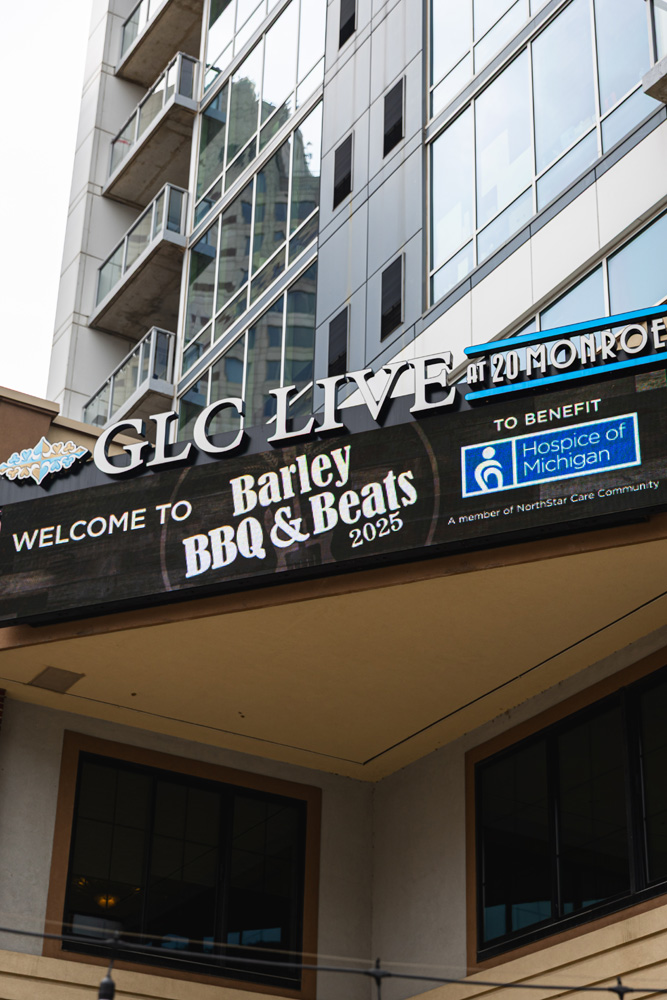 GLC LIVE
AT 20 MONROE
WELCOME TO
Barley
BBQ & Beats
2025
TO BENEFIT
Hospice of
Michigan
A member of NorthStar Care Community